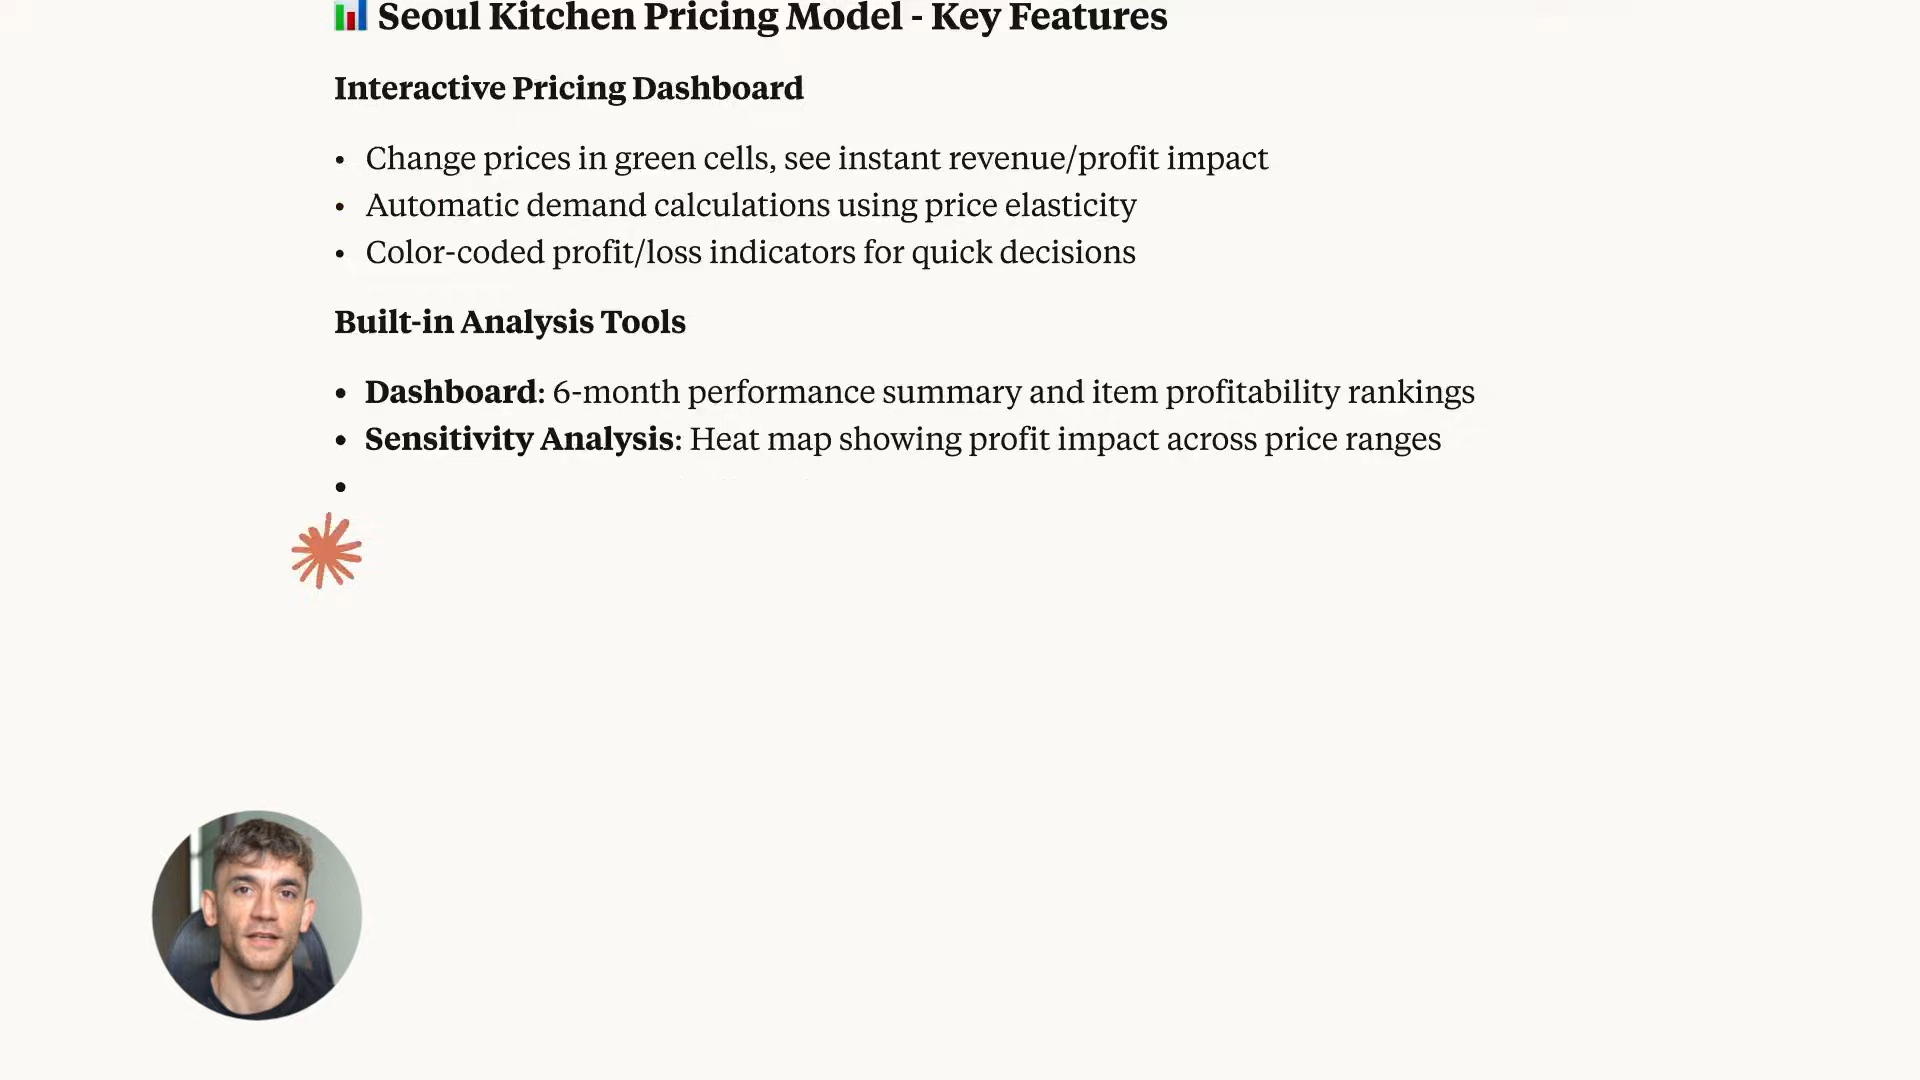 📊 Seoul Kitchen Pricing Model - Key Features
Interactive Pricing Dashboard
• Change prices in green cells, see instant revenue/profit impact
• Automatic demand calculations using price elasticity
• Color-coded profit/loss indicators for quick decisions
Built-in Analysis Tools
• Dashboard: 6-month performance summary and item profitability rankings
• Sensitivity Analysis: Heat map showing profit impact across price ranges
•